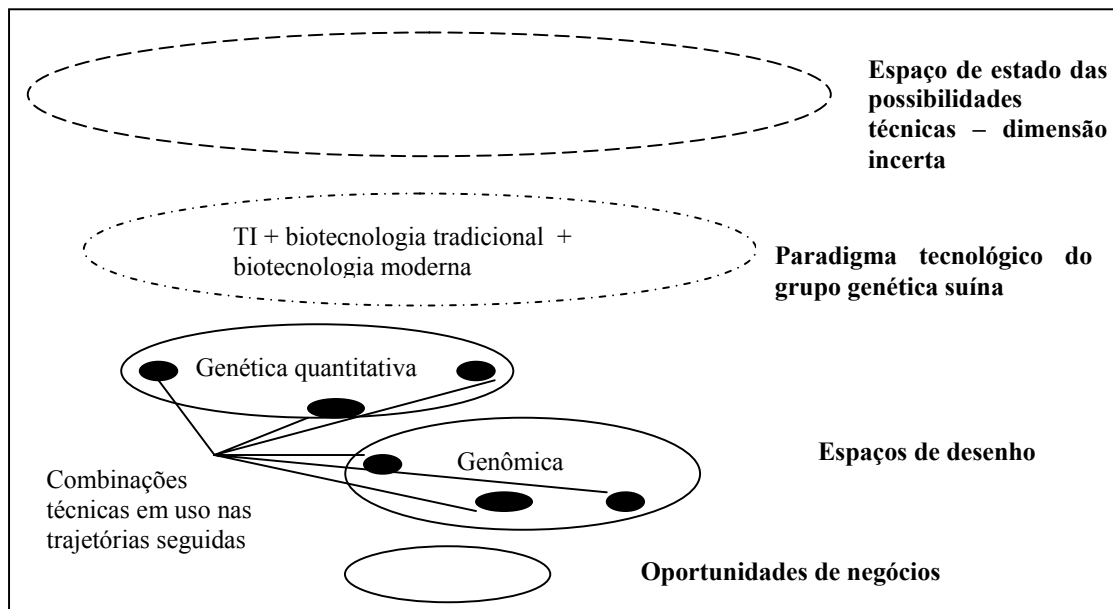 Espaço de estado das
possibilidades
técnicas – dimensão
incerta
TI + biotecnologia tradicional +
biotecnologia moderna
Paradigma tecnológico do
grupo genética suína
Genética quantitativa
Genômica
Espaços de desenho
Combinações
técnicas em uso nas
trajetórias seguidas
Oportunidades de negócios